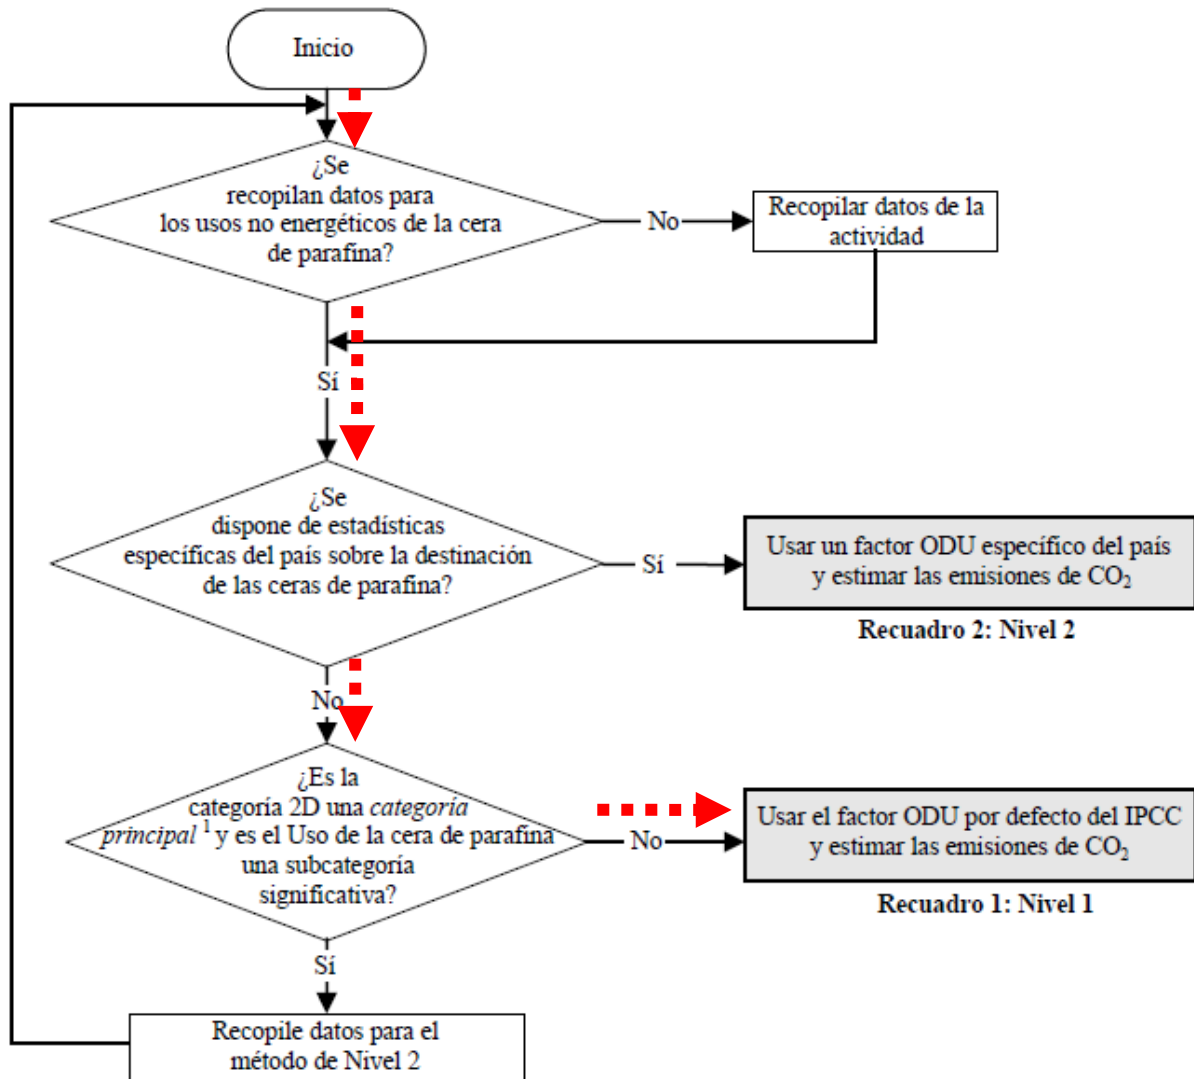 Inicio
¿Se
recopilan datos para
los usos no energéticos de la cera
de parafina?
No
Recopilar datos de la
actividad
Sí
¿Se
dispone de estadísticas
específicas del país sobre la destinación
de las ceras de parafina?
Sí
Usar un factor ODU específico del país
y estimar las emisiones de CO₂
Recuadro 2: Nivel 2
No
¿Es la
categoría 2D una categoría
principal ¹ y es el Uso de la cera de parafina
una subcategoría
significativa?
No
Usar el factor ODU por defecto del IPCC
y estimar las emisiones de CO₂
Recuadro 1: Nivel 1
Sí
Recopile datos para el
método de Nivel 2